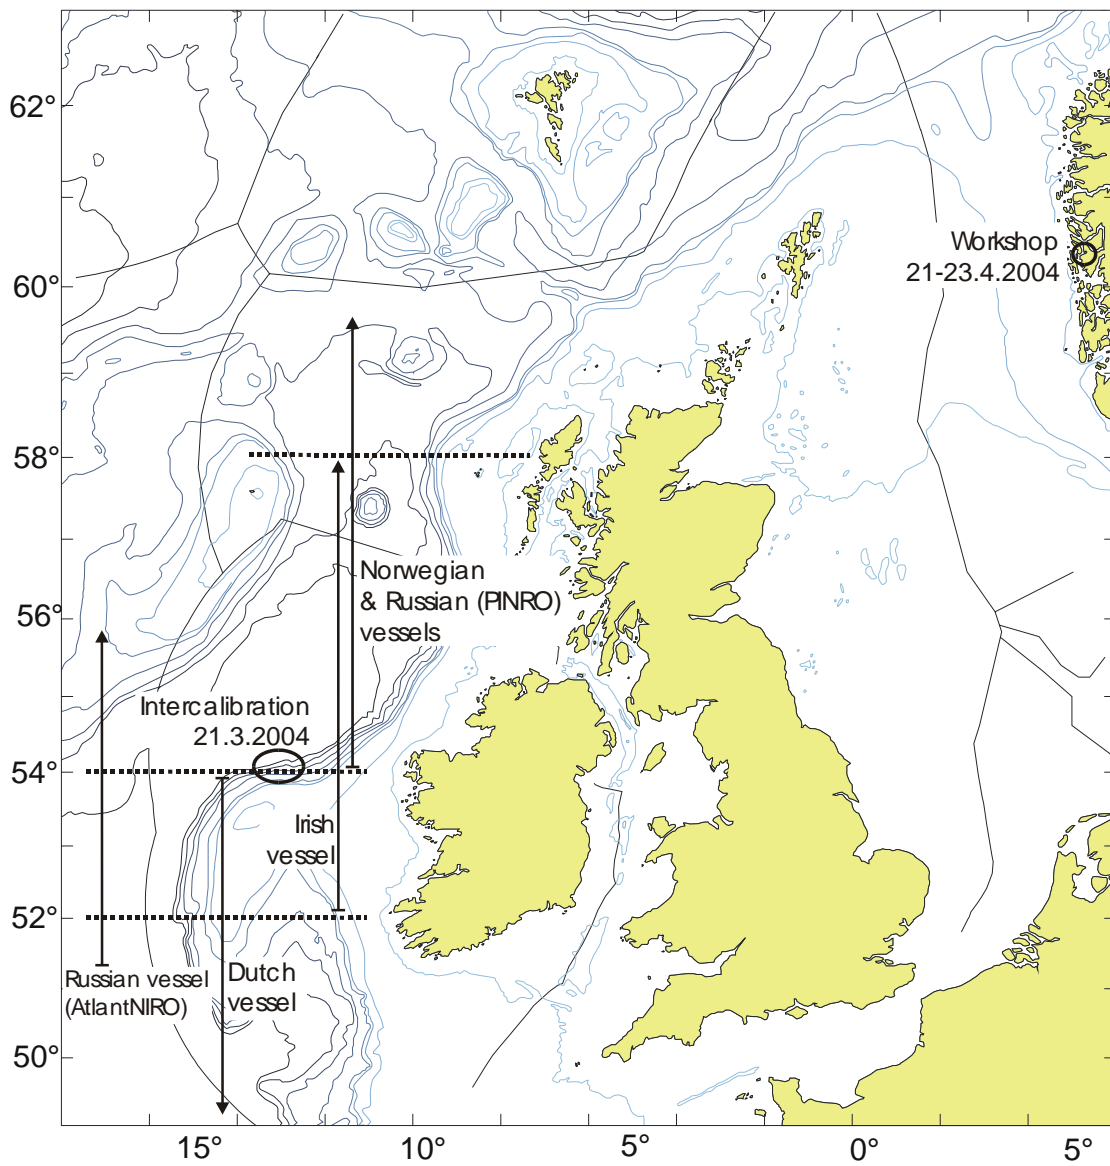 62°
Workshop
21-23.4.2004
60°
58°
Norwegian
& Russian (PINRO)
vessels
56°
Intercalibration
21.3.2004
54°
Irish
vessel
52°
Russian vessel
(AtlantNIRO)
Dutch
vessel
50°
15°
10°
5°
0°
5°